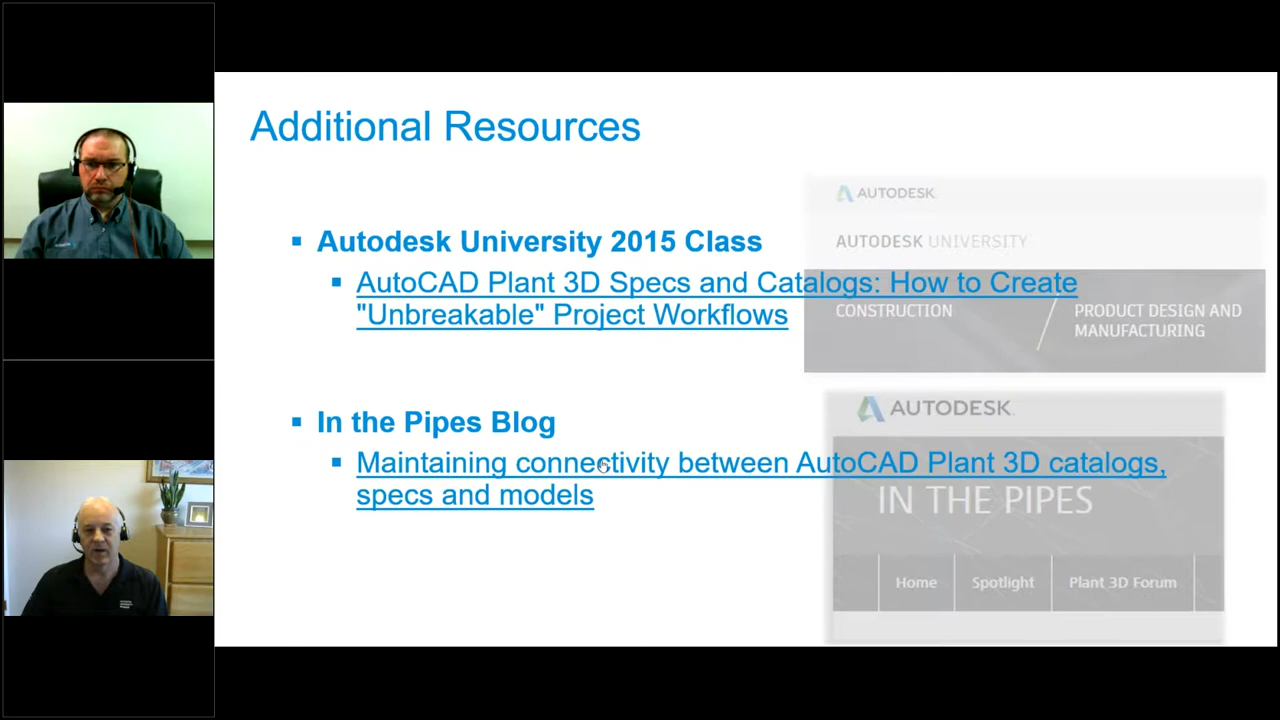 Additional Resources
AUTODESK
▪ Autodesk University 2015 Class
AUTODESK UNIVERSITY
▪ AutoCAD Plant 3D Specs and Catalogs: How to Create
"Unbreakable" Project Workflows
CONSTRUCTION
PRODUCT DESIGN AND
MANUFACTURING
AUTODESK.
▪ In the Pipes Blog
▪ Maintaining connectivity between AutoCAD Plant 3D catalogs,
specs and models
IN THE PIPES
Home
Spotlight
Plant 3D Forum